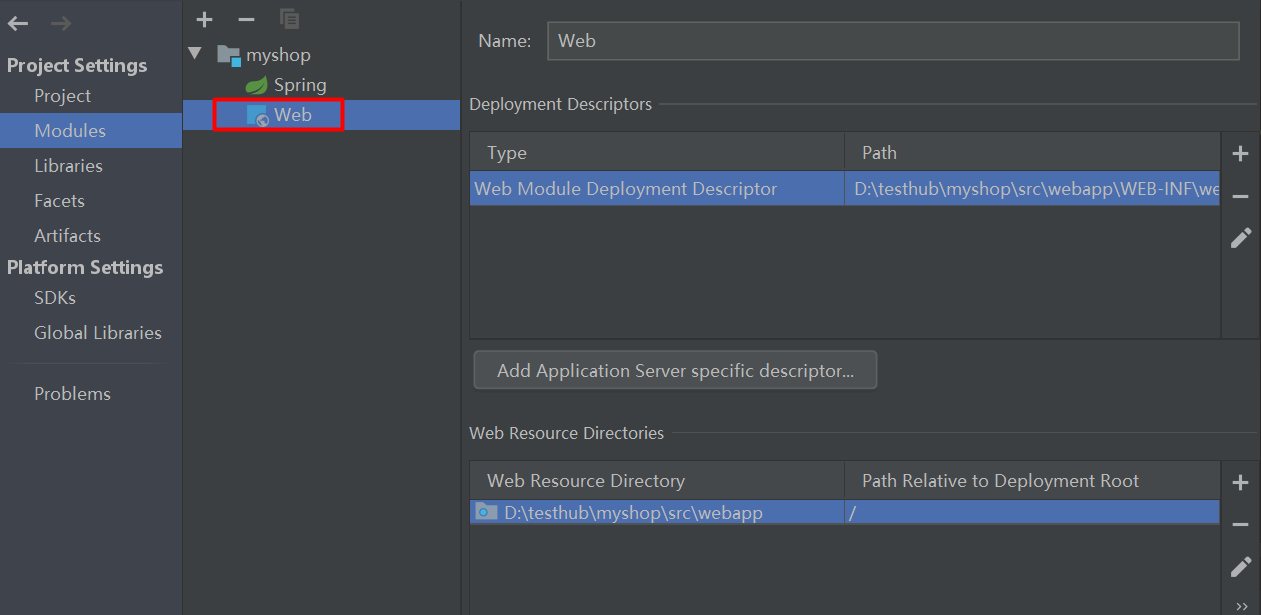 Project Settings
Project
Modules
Libraries
Facets
Artifacts
Platform Settings
SDKs
Global Libraries
Problems
myshop
Spring
Web
Name: Web
Deployment Descriptors
Type Path
Web Module Deployment Descriptor D:\testhub\myshop\src\webapp\WEB-INF\we
Add Application Server specific descriptor...
Web Resource Directories
Web Resource Directory Path Relative to Deployment Root
D:\testhub\myshop\src\webapp /